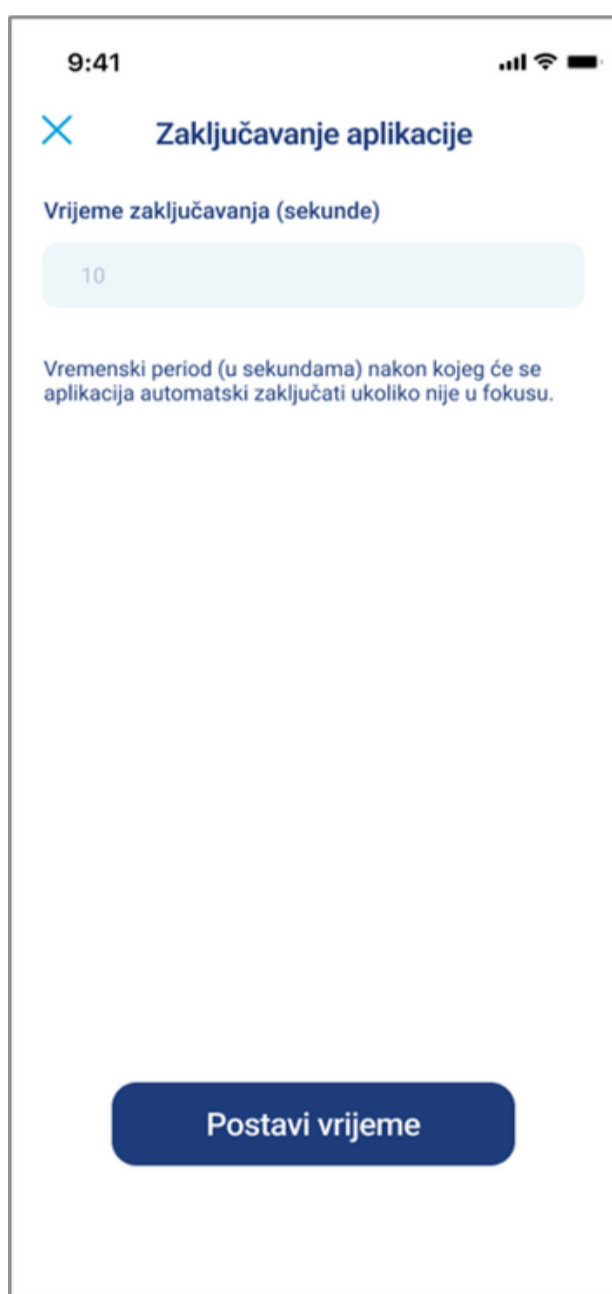 9:41
Zaključavanje aplikacije
Vrijeme zaključavanja (sekunde)
10
Vremenski period (u sekundama) nakon kojeg će se
aplikacija automatski zaključati ukoliko nije u fokusu.
Postavi vrijeme